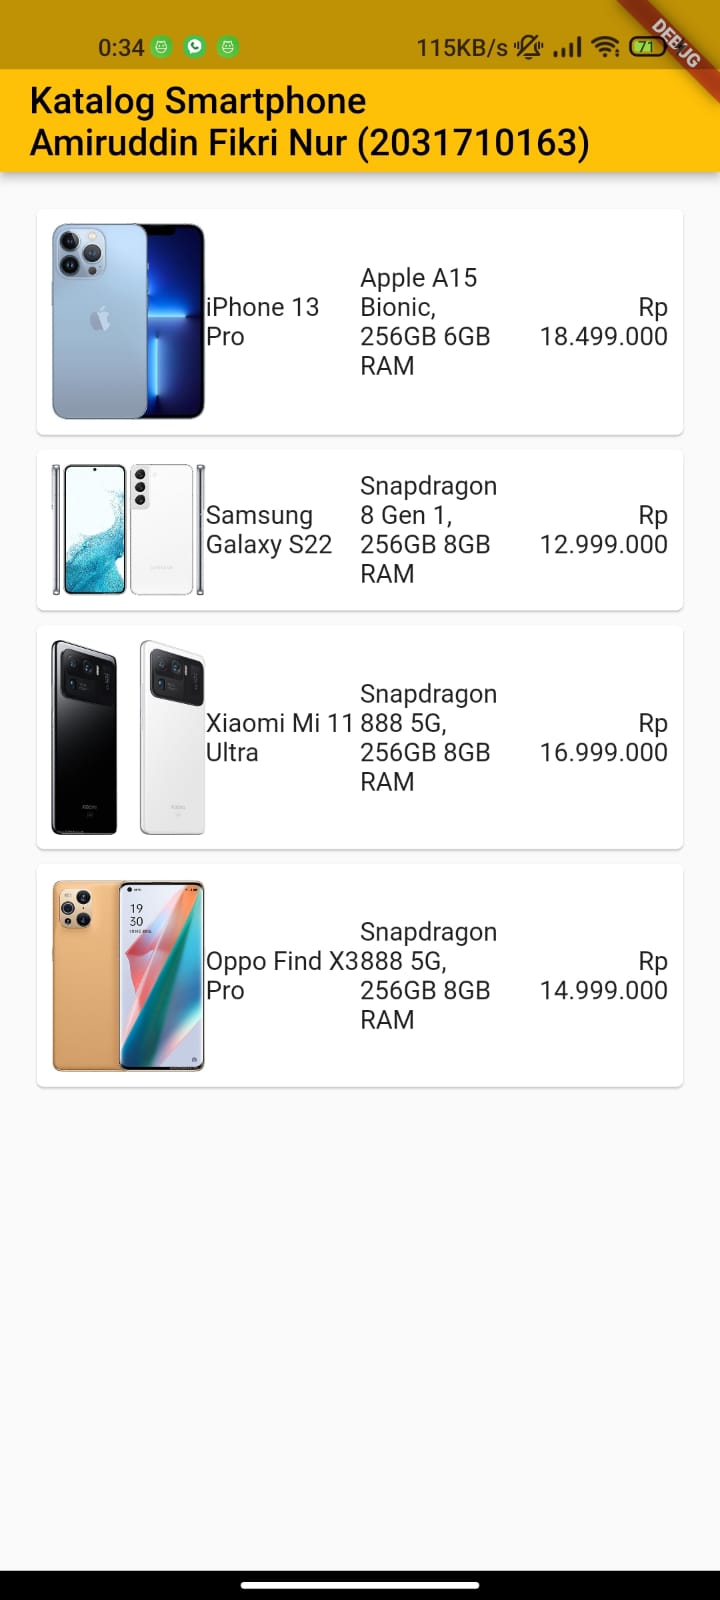 0:34
115KB/s
71
DEBUG
Katalog Smartphone
Amiruddin Fikri Nur (2031710163)
iPhone 13
Pro
Apple A15
Bionic,
256GB 6GB
RAM
Rp
18.499.000
Samsung
Galaxy S22
Snapdragon
8 Gen 1,
256GB 8GB
RAM
Rp
12.999.000
Xiaomi Mi 11
Ultra
Snapdragon
888 5G,
256GB 8GB
RAM
Rp
16.999.000
19
30
Oppo Find X3
Pro
Snapdragon
888 5G,
256GB 8GB
RAM
Rp
14.999.000